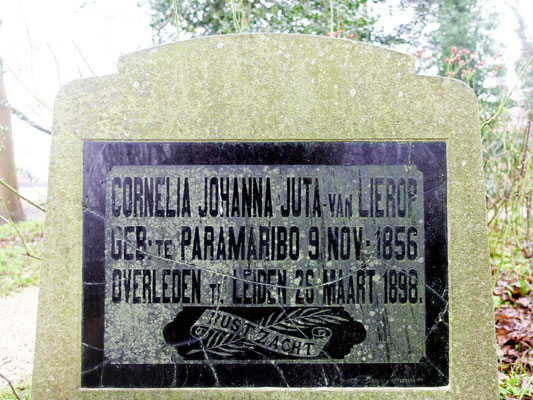 CORNELIA JOHANNA JUTA-VAN LIEROP
GEB: TE PARAMARIBO 9 NOV: 1856
OVERLEDEN TE LEIDEN 26 MAART 1898.
RUST ZACHT